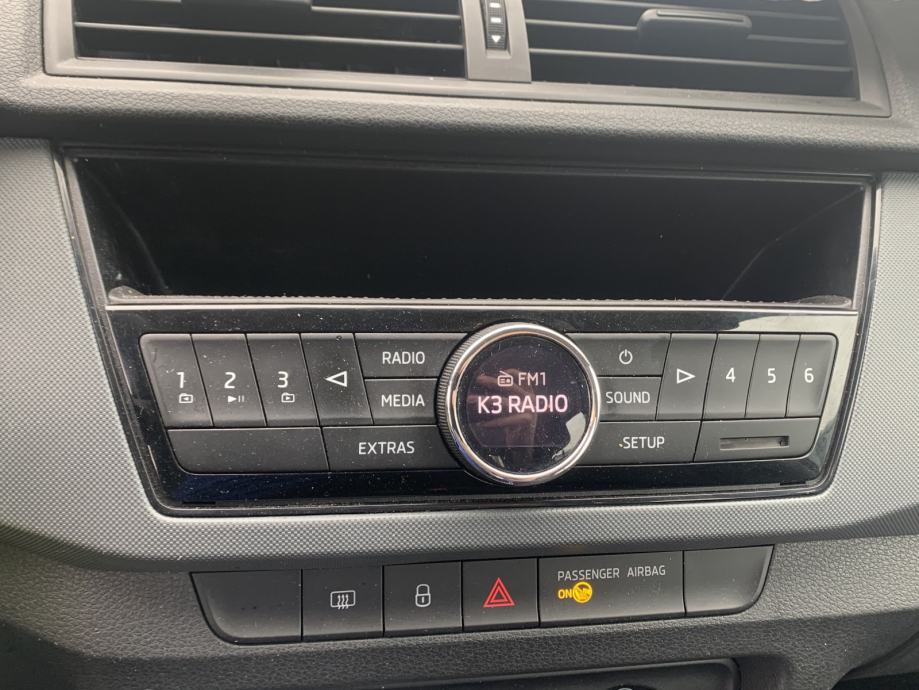 1 2 3 RADIO FM1 4 5 6
MEDIA K3 RADIO SOUND
EXTRAS SETUP
PASSENGER AIRBAG
ON